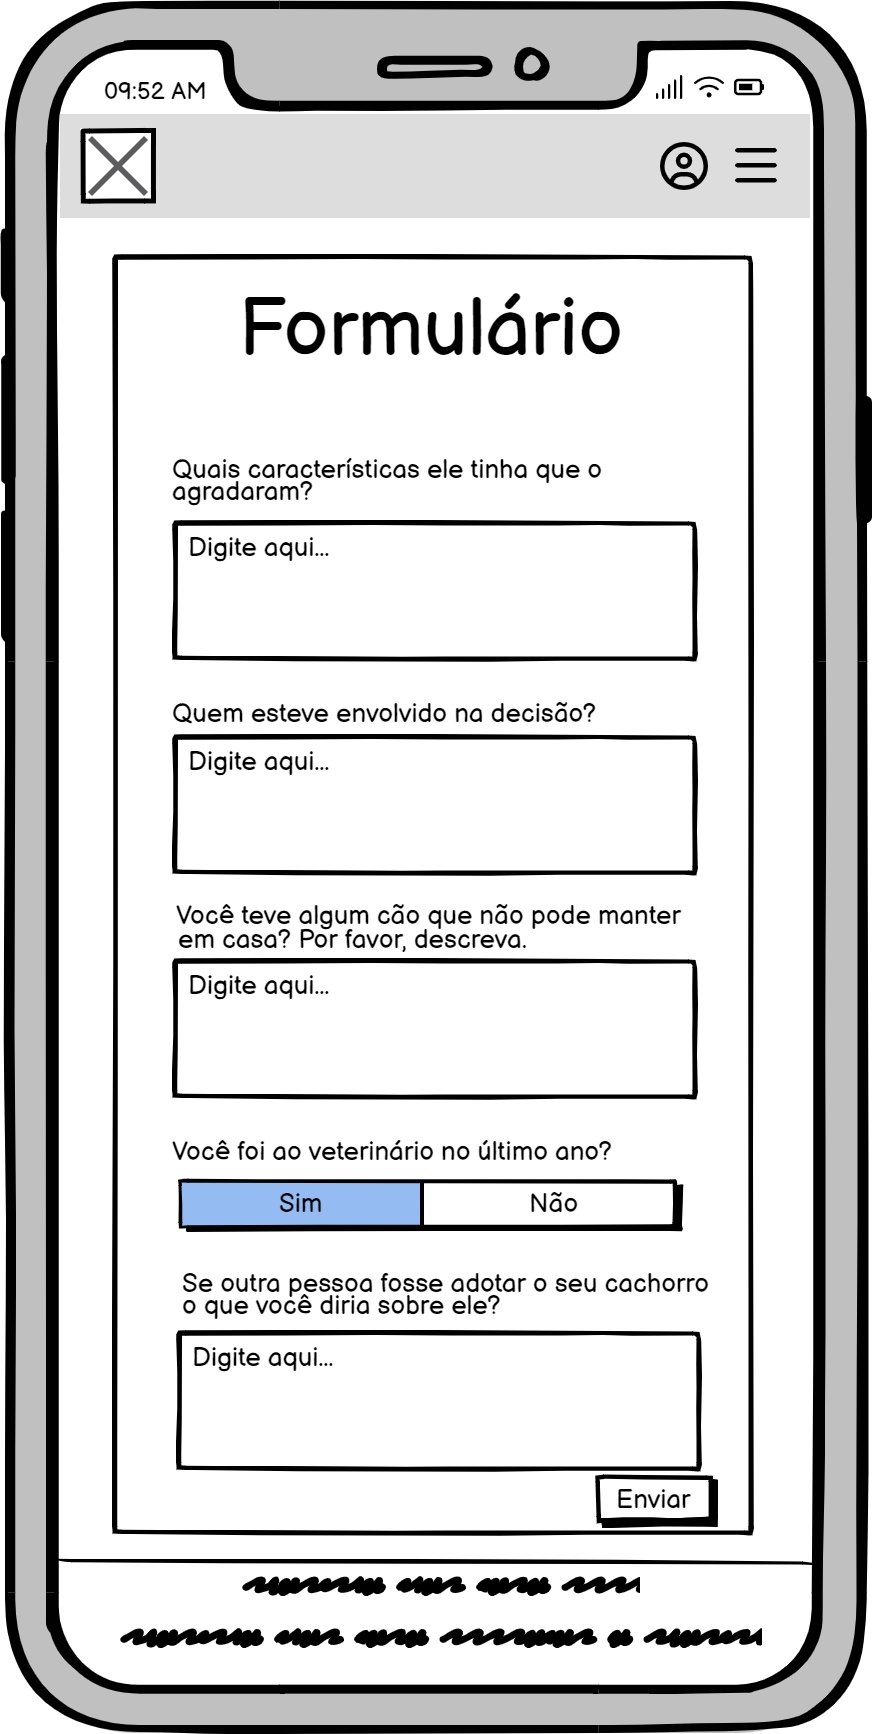 09:52 AM
Formulário
Quais características ele tinha que o
agradaram?
Digite aqui...
Quem esteve envolvido na decisão?
Digite aqui...
Você teve algum cão que não pode manter
em casa? Por favor, descreva.
Digite aqui...
Você foi ao veterinário no último ano?
Sim Não
Se outra pessoa fosse adotar o seu cachorro
o que você diria sobre ele?
Digite aqui...
Enviar